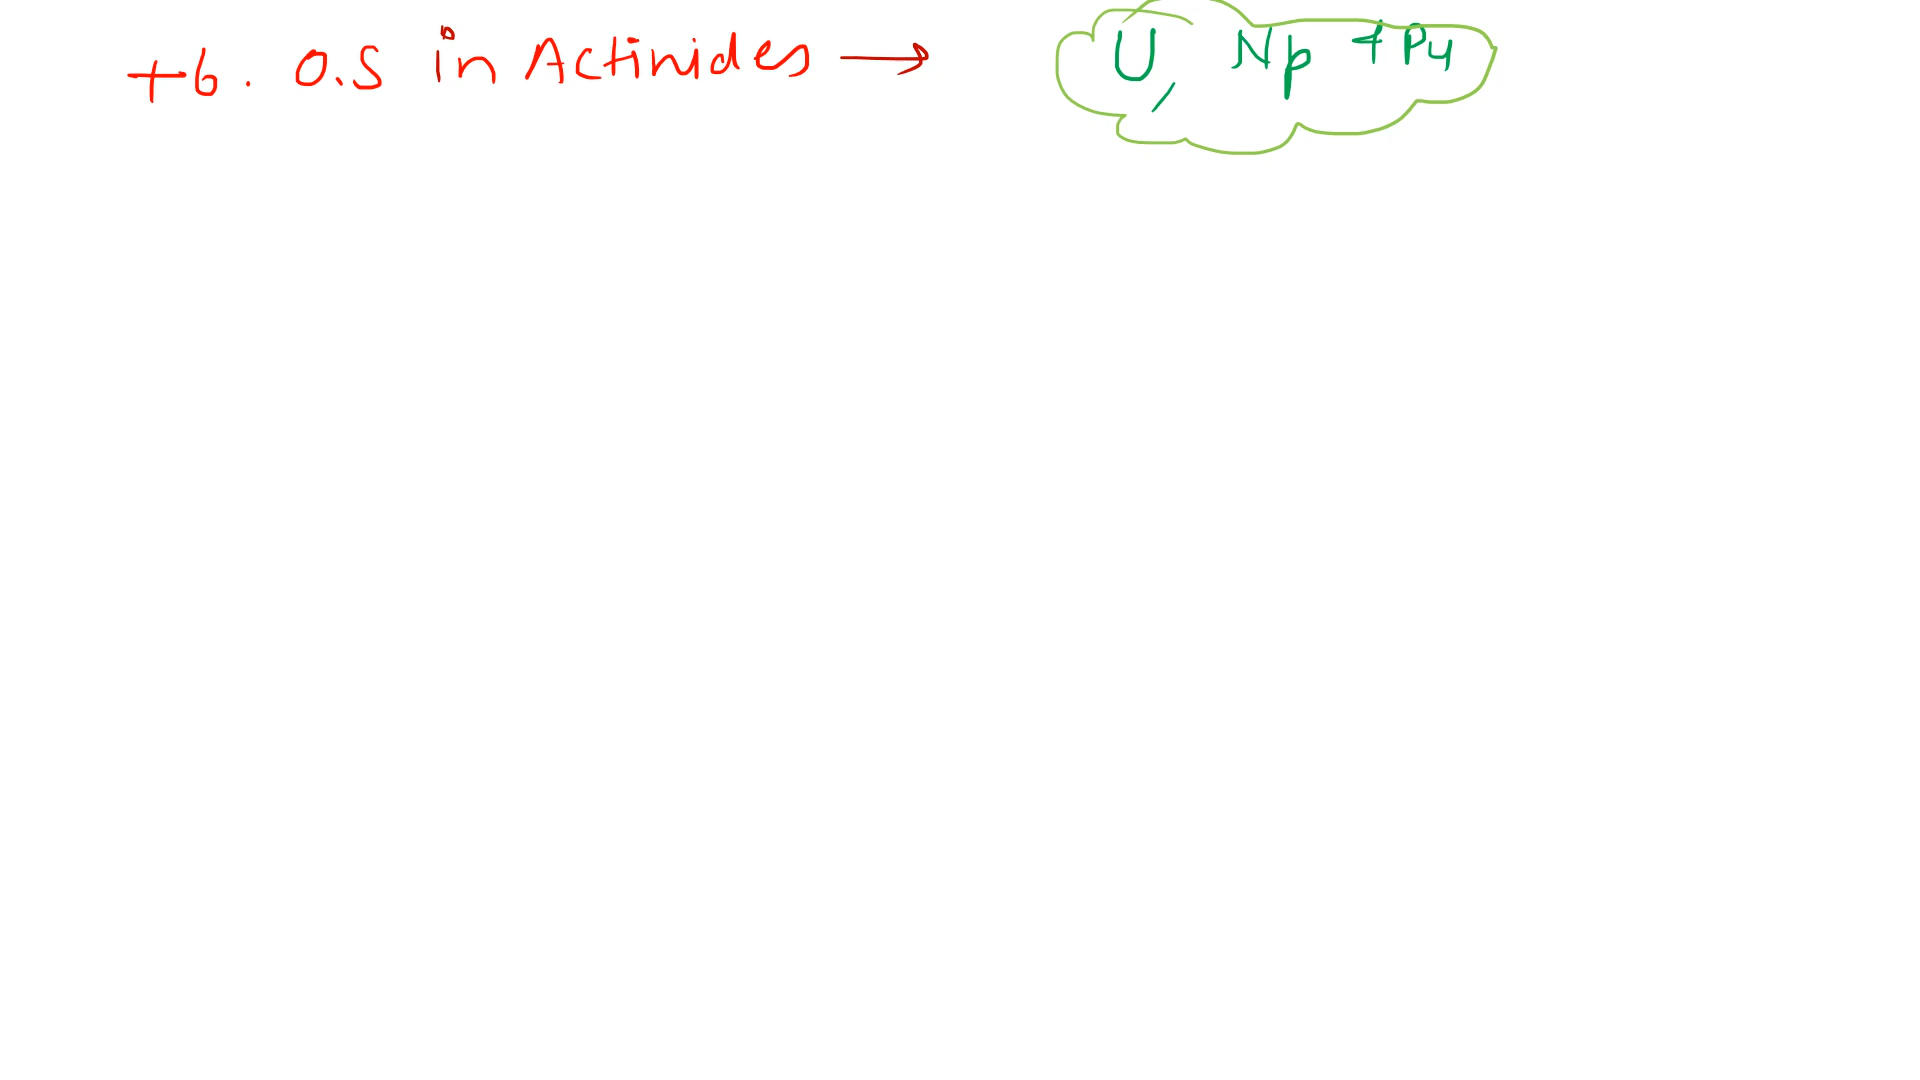 +6. O.S in Actinides → U, Np + Pu